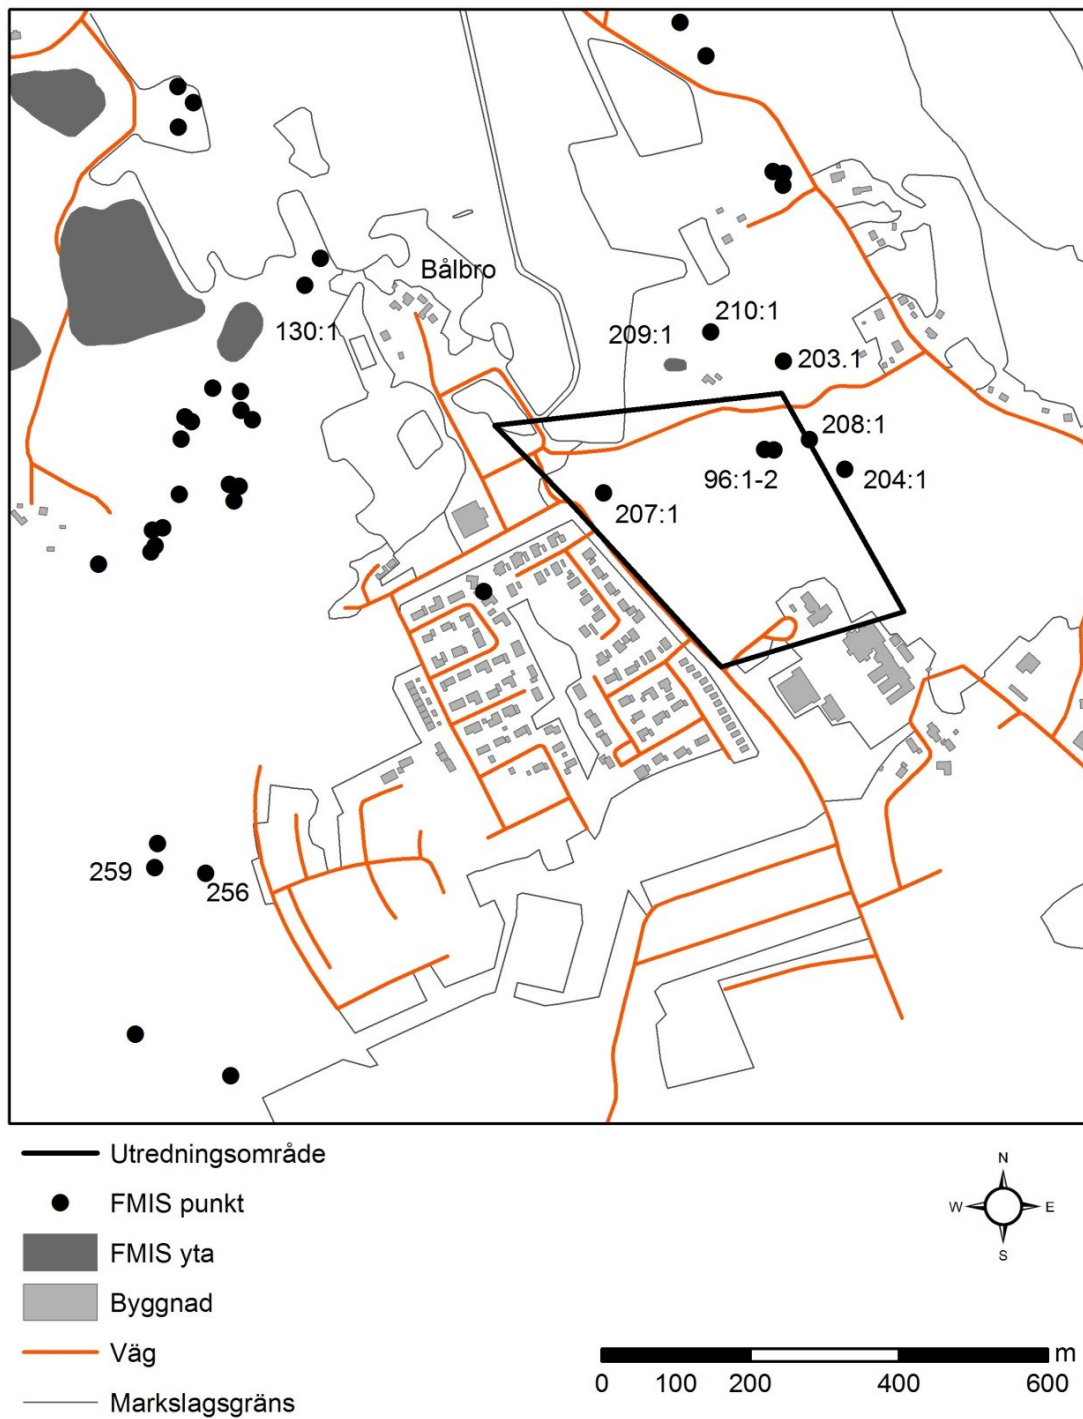 Bålbro
130:1
209:1
210:1
203.1
208:1
96:1-2
204:1
207:1
259
256
Utredningsområde
FMIS punkt
FMIS yta
Byggnad
Väg
Markslagsgräns
N
W E
S
m
0 100 200 400 600